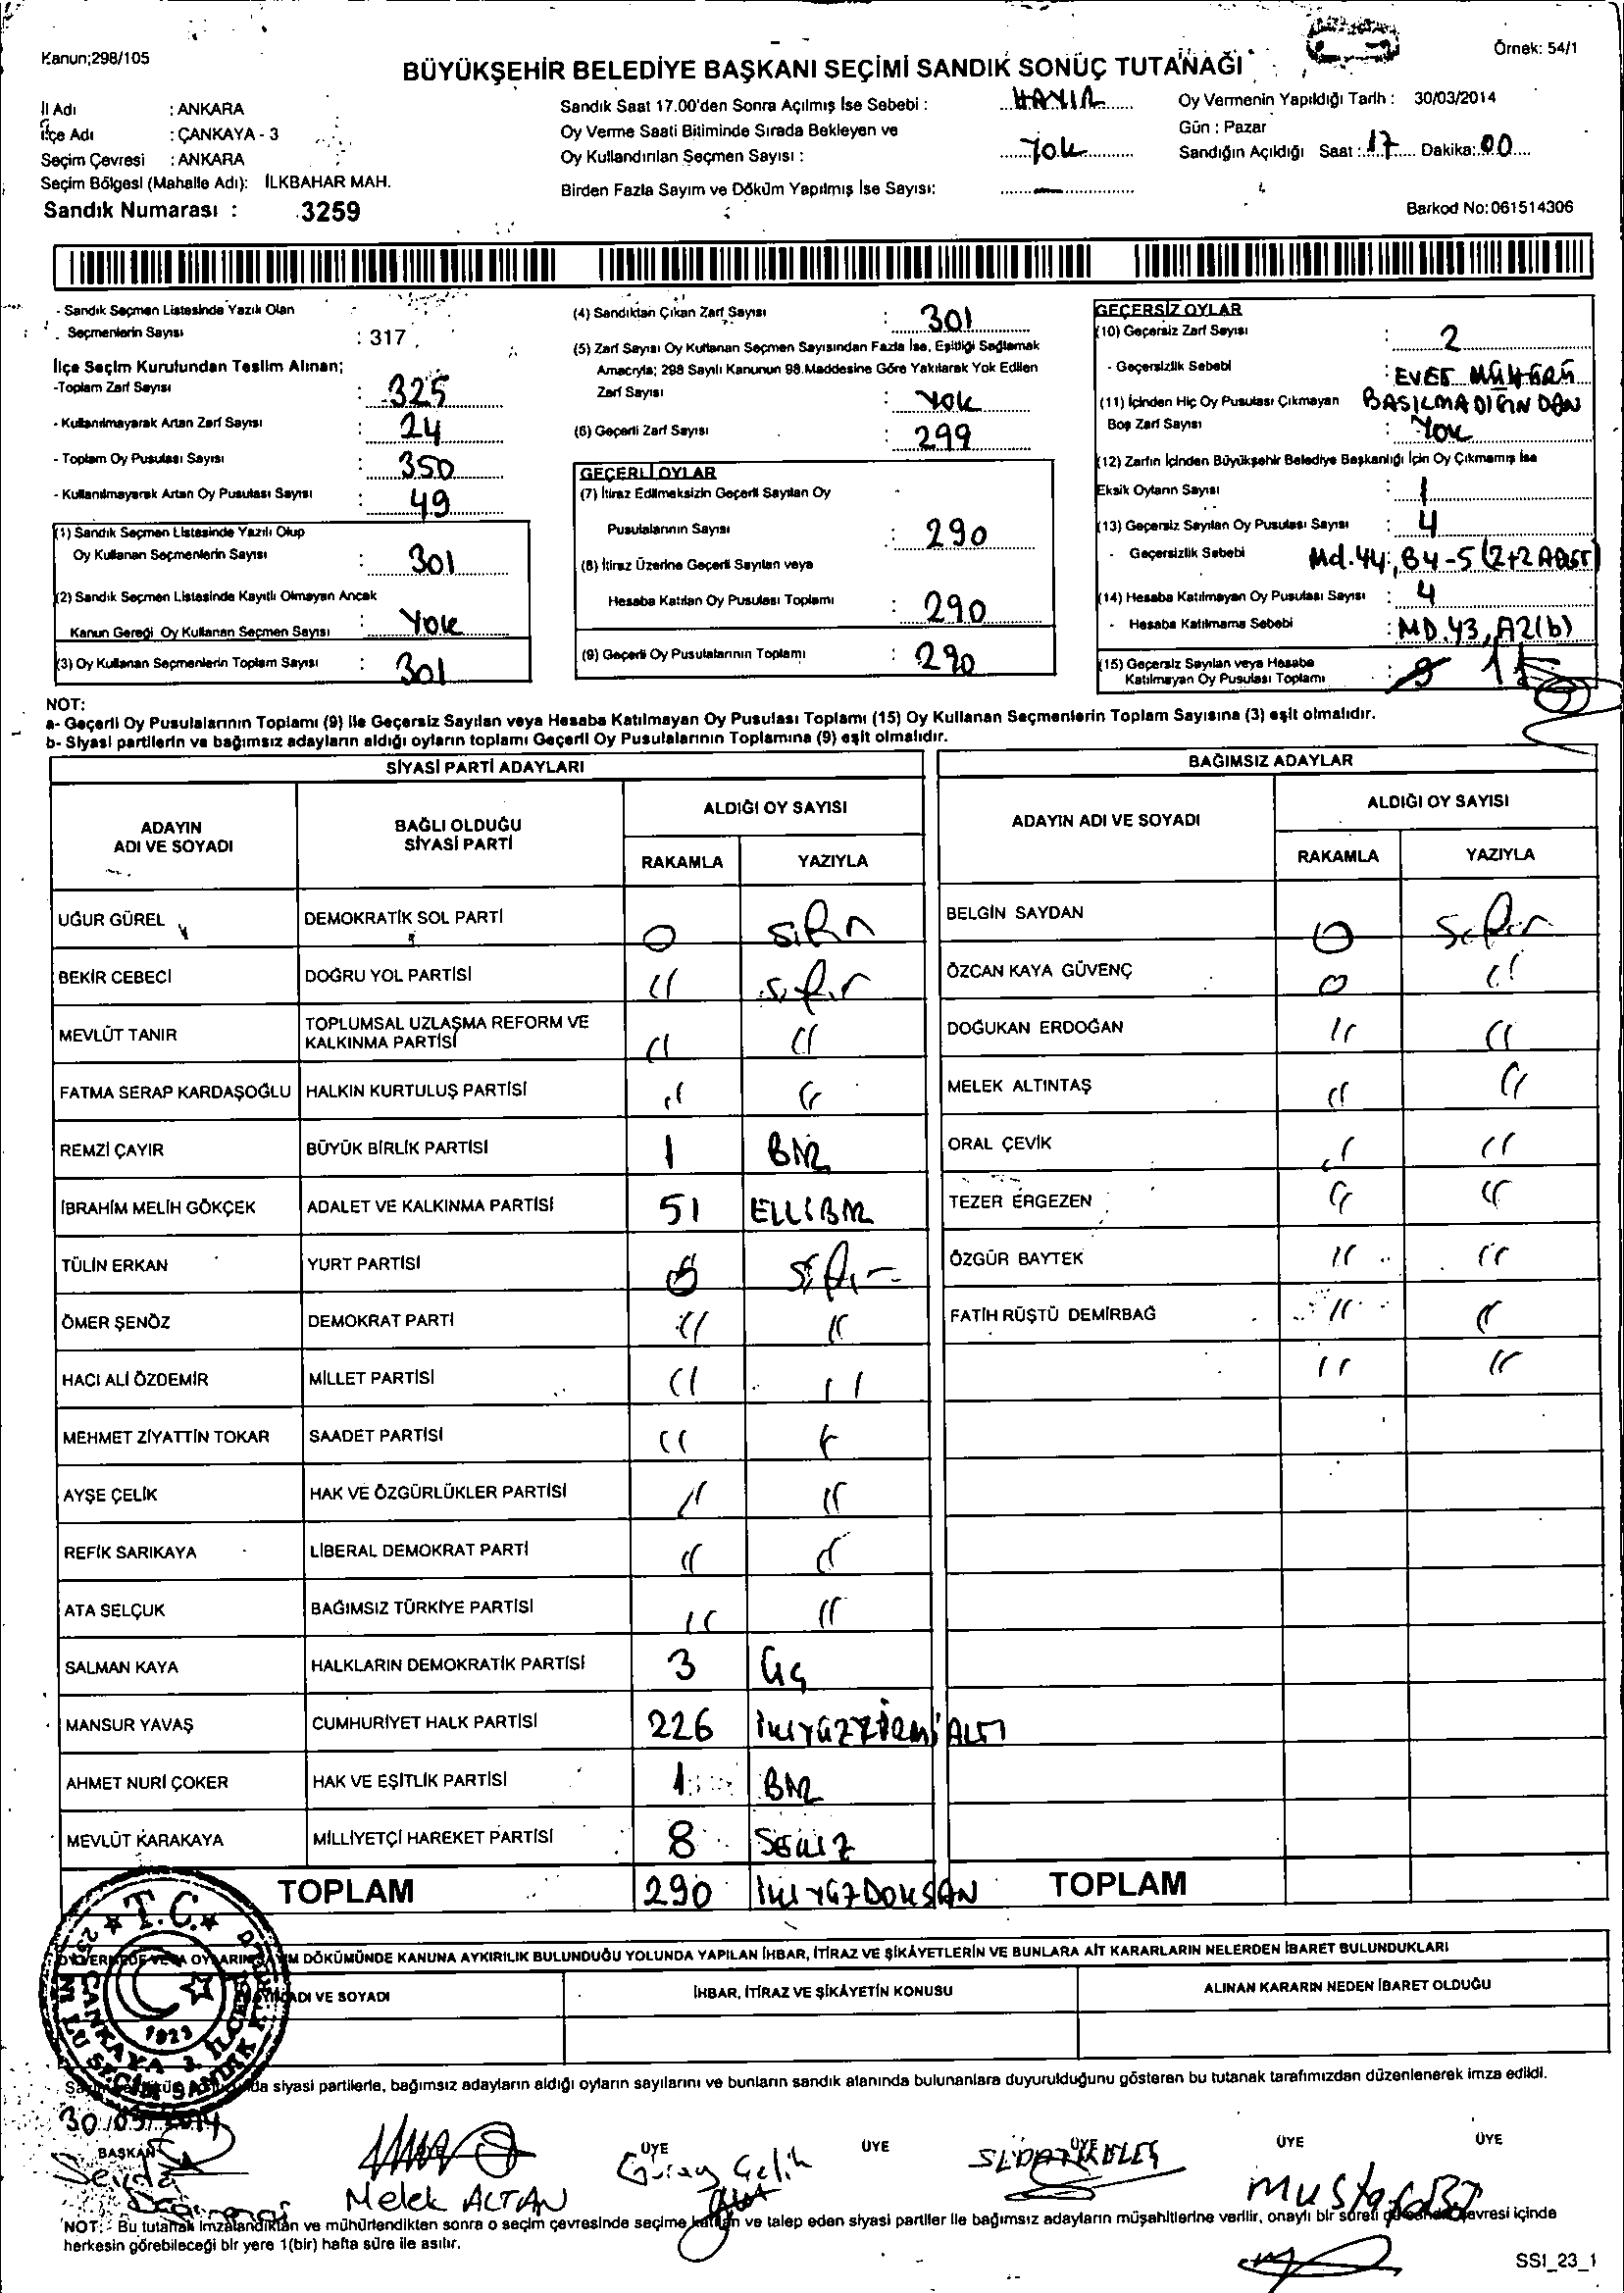 Kanun;298/105
Örnek: 54/1
BÜYÜKŞEHİR BELEDİYE BAŞKANI SEÇİMİ SANDIK SONUÇ TUTANAĞI
İl Adı : ANKARA
İlçe Adı : ÇANKAYA - 3
Seçim Çevresi : ANKARA
Seçim Bölgesi (Mahalle Adı): İLKBAHAR MAH.
Sandık Numarası : 3259
Sandık Saat 17.00'den Sonra Açılmış İse Sebebi : HAYIR
Oy Verme Saati Bitiminde Sırada Bekleyen ve
Oy Kullandırılan Seçmen Sayısı : Yok
Birden Fazla Sayım ve Döküm Yapılmış İse Sayısı: —
Oy Vermenin Yapıldığı Tarih : 30/03/2014
Gün : Pazar
Sandığın Açıldığı Saat : 17 Dakika: 00
Barkod No: 061514306
- Sandık Seçmen Listesinde Yazılı Olan
Seçmenlerin Sayısı : 317
İlçe Seçim Kurulundan Teslim Alınan;
-Toplam Zarf Sayısı : 325
- Kullanılmayarak Artan Zarf Sayısı : 24
- Toplam Oy Pusulası Sayısı : 350
- Kullanılmayarak Artan Oy Pusulası Sayısı : 49
(1) Sandık Seçmen Listesinde Yazılı Olup
Oy Kullanan Seçmenlerin Sayısı : 301
(2) Sandık Seçmen Listesinde Kayıtlı Olmayan Ancak
Kanun Gereği Oy Kullanan Seçmen Sayısı : Yok
(3) Oy Kullanan Seçmenlerin Toplam Sayısı : 301
(4) Sandıktan Çıkan Zarf Sayısı : 301
(5) Zarf Sayısı Oy Kullanan Seçmen Sayısından Fazla İse, Eşitliği Sağlamak
Amacıyla; 298 Sayılı Kanunun 98.Maddesine Göre Yakılarak Yok Edilen
Zarf Sayısı : Yok
(6) Geçerli Zarf Sayısı : 299
GEÇERLİ OYLAR
(7) İtiraz Edilmeksizin Geçerli Sayılan Oy
Pusulalarının Sayısı : 290
(8) İtiraz Üzerine Geçerli Sayılan veya
Hesaba Katılan Oy Pusulası Toplamı : 290
(9) Geçerli Oy Pusulalarının Toplamı : 290
GEÇERSİZ OYLAR
(10) Geçersiz Zarf Sayısı : 2
- Geçersizlik Sebebi : EVET MÜHÜRÜ
BASILMADIĞINDAN
(11) İçinden Hiç Oy Pusulası Çıkmayan
Boş Zarf Sayısı : Yok
(12) Zarfın İçinden Büyükşehir Belediye Başkanlığı İçin Oy Çıkmamış İse
Eksik Oyların Sayısı : 1
(13) Geçersiz Sayılan Oy Pusulası Sayısı : 4
- Geçersizlik Sebebi Md.44, B4-5 (2+2 ADET)
(14) Hesaba Katılmayan Oy Pusulası Sayısı : 4
- Hesaba Katılmama Sebebi : MD.43, A2(b)
(15) Geçersiz Sayılan veya Hesaba
Katılmayan Oy Pusulası Toplamı : 11
NOT:
a- Geçerli Oy Pusulalarının Toplamı (9) ile Geçersiz Sayılan veya Hesaba Katılmayan Oy Pusulası Toplamı (15) Oy Kullanan Seçmenlerin Toplam Sayısına (3) eşit olmalıdır.
b- Siyasi partilerin ve bağımsız adayların aldığı oyların toplamı Geçerli Oy Pusulalarının Toplamına (9) eşit olmalıdır.
SİYASİ PARTİ ADAYLARI
ADAYIN ADI VE SOYADI
BAĞLI OLDUĞU SİYASİ PARTİ
ALDIĞI OY SAYISI
RAKAMLA YAZIYLA
UĞUR GÜREL DEMOKRATİK SOL PARTİ 0 sıfır
BEKİR CEBECİ DOĞRU YOL PARTİSİ " sıfır
MEVLÜT TANIR TOPLUMSAL UZLAŞMA REFORM VE KALKINMA PARTİSİ " "
FATMA SERAP KARDAŞOĞLU HALKIN KURTULUŞ PARTİSİ " "
REMZİ ÇAYIR BÜYÜK BİRLİK PARTİSİ 1 BİR
İBRAHİM MELİH GÖKÇEK ADALET VE KALKINMA PARTİSİ 51 ELLİBİR
TÜLİN ERKAN YURT PARTİSİ 0 sıfır
ÖMER ŞENÖZ DEMOKRAT PARTİ " "
HACI ALİ ÖZDEMİR MİLLET PARTİSİ " "
MEHMET ZİYATTİN TOKAR SAADET PARTİSİ " "
AYŞE ÇELİK HAK VE ÖZGÜRLÜKLER PARTİSİ " "
REFİK SARIKAYA LİBERAL DEMOKRAT PARTİ " "
ATA SELÇUK BAĞIMSIZ TÜRKİYE PARTİSİ " "
SALMAN KAYA HALKLARIN DEMOKRATİK PARTİSİ 3 üç
MANSUR YAVAŞ CUMHURİYET HALK PARTİSİ 226 İKİYÜZYİRMİALTI
AHMET NURİ ÇOKER HAK VE EŞİTLİK PARTİSİ 1 BİR
MEVLÜT KARAKAYA MİLLİYETÇİ HAREKET PARTİSİ 8 SEKİZ
TOPLAM 290 İKİYÜZDOKSAN
BAĞIMSIZ ADAYLAR
ADAYIN ADI VE SOYADI
ALDIĞI OY SAYISI
RAKAMLA YAZIYLA
BELGİN SAYDAN 0 sıfır
ÖZCAN KAYA GÜVENÇ 0 "
DOĞUKAN ERDOĞAN " "
MELEK ALTINTAŞ " "
ORAL ÇEVİK " "
TEZER ERGEZEN " "
ÖZGÜR BAYTEK " "
FATİH RÜŞTÜ DEMİRBAĞ " "
" "
TOPLAM
DÖKÜMÜNDE KANUNA AYKIRILIK BULUNDUĞU YOLUNDA YAPILAN İHBAR, İTİRAZ VE ŞİKÂYETLERİN VE BUNLARA AİT KARARLARIN NELERDEN İBARET BULUNDUKLARI
ADI VE SOYADI
İHBAR, İTİRAZ VE ŞİKÂYETİN KONUSU
ALINAN KARARIN NEDEN İBARET OLDUĞU
T.C.
1923
ÇANKAYA 3. İLÇE
siyasi partilerle, bağımsız adayların aldığı oyların sayılarını ve bunların sandık alanında bulunanlara duyurulduğunu gösteren bu tutanak tarafımızdan düzenlenerek imza edildi.
30/03/2014
BAŞKAN ÜYE ÜYE ÜYE ÜYE ÜYE
Seyda
Melek ALTAN
Güray Çelik
Mustafa
NOT: - Bu tutanak imzalandıktan ve mühürlendikten sonra o seçim çevresinde seçime katılan ve talep eden siyasi partiler ile bağımsız adayların müşahitlerine verilir, onaylı bir sureti çevresi içinde
herkesin görebileceği bir yere 1(bir) hafta süre ile asılır.
SSI_23_1